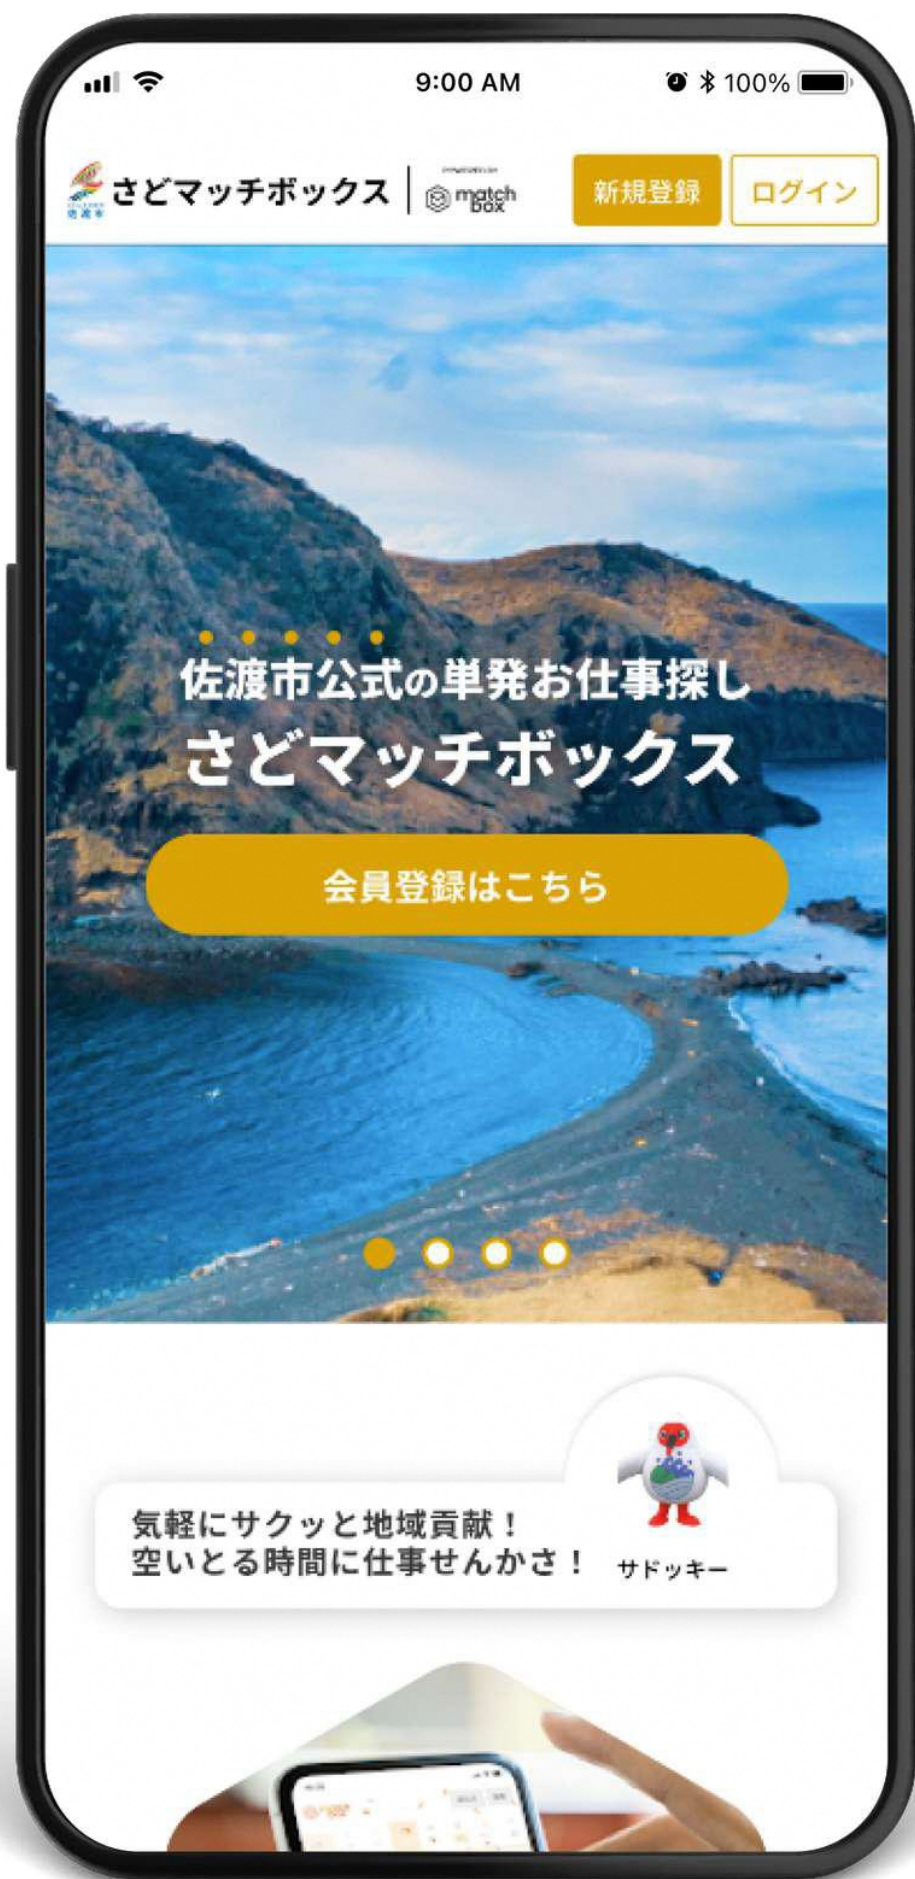 9:00 AM
100%
さどマッチボックス
match
box
新規登録
ログイン
佐渡市
佐渡市公式の単発お仕事探し
さどマッチボックス
会員登録はこちら
気軽にサクッと地域貢献！
空いとる時間に仕事せんかさ！
サドッキー